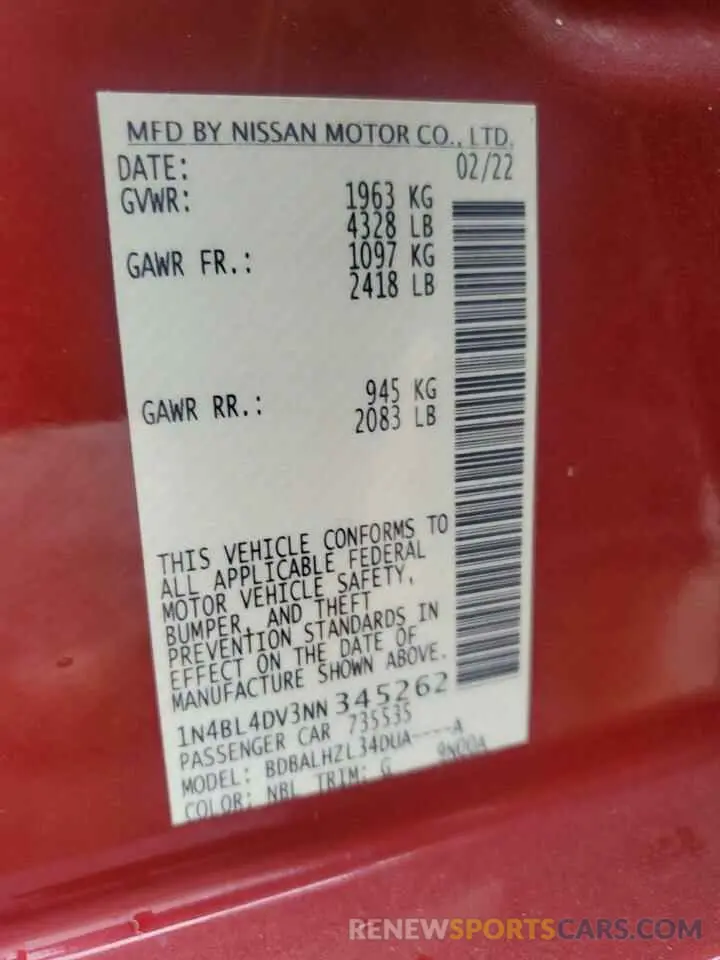 MFD BY NISSAN MOTOR CO., LTD.
DATE: 02/22
GVWR: 1963 KG
4328 LB
GAWR FR.: 1097 KG
2418 LB
GAWR RR.: 945 KG
2083 LB
THIS VEHICLE CONFORMS TO
ALL APPLICABLE FEDERAL
MOTOR VEHICLE SAFETY,
BUMPER, AND THEFT
PREVENTION STANDARDS IN
EFFECT ON THE DATE OF
MANUFACTURE SHOWN ABOVE.
1N4BL4DV3NN 345262
PASSENGER CAR 735535
MODEL: BDBALHZL34DUA----A
COLOR: NBL TRIM: G 9N00A
RENEWSPORTSCARS.COM